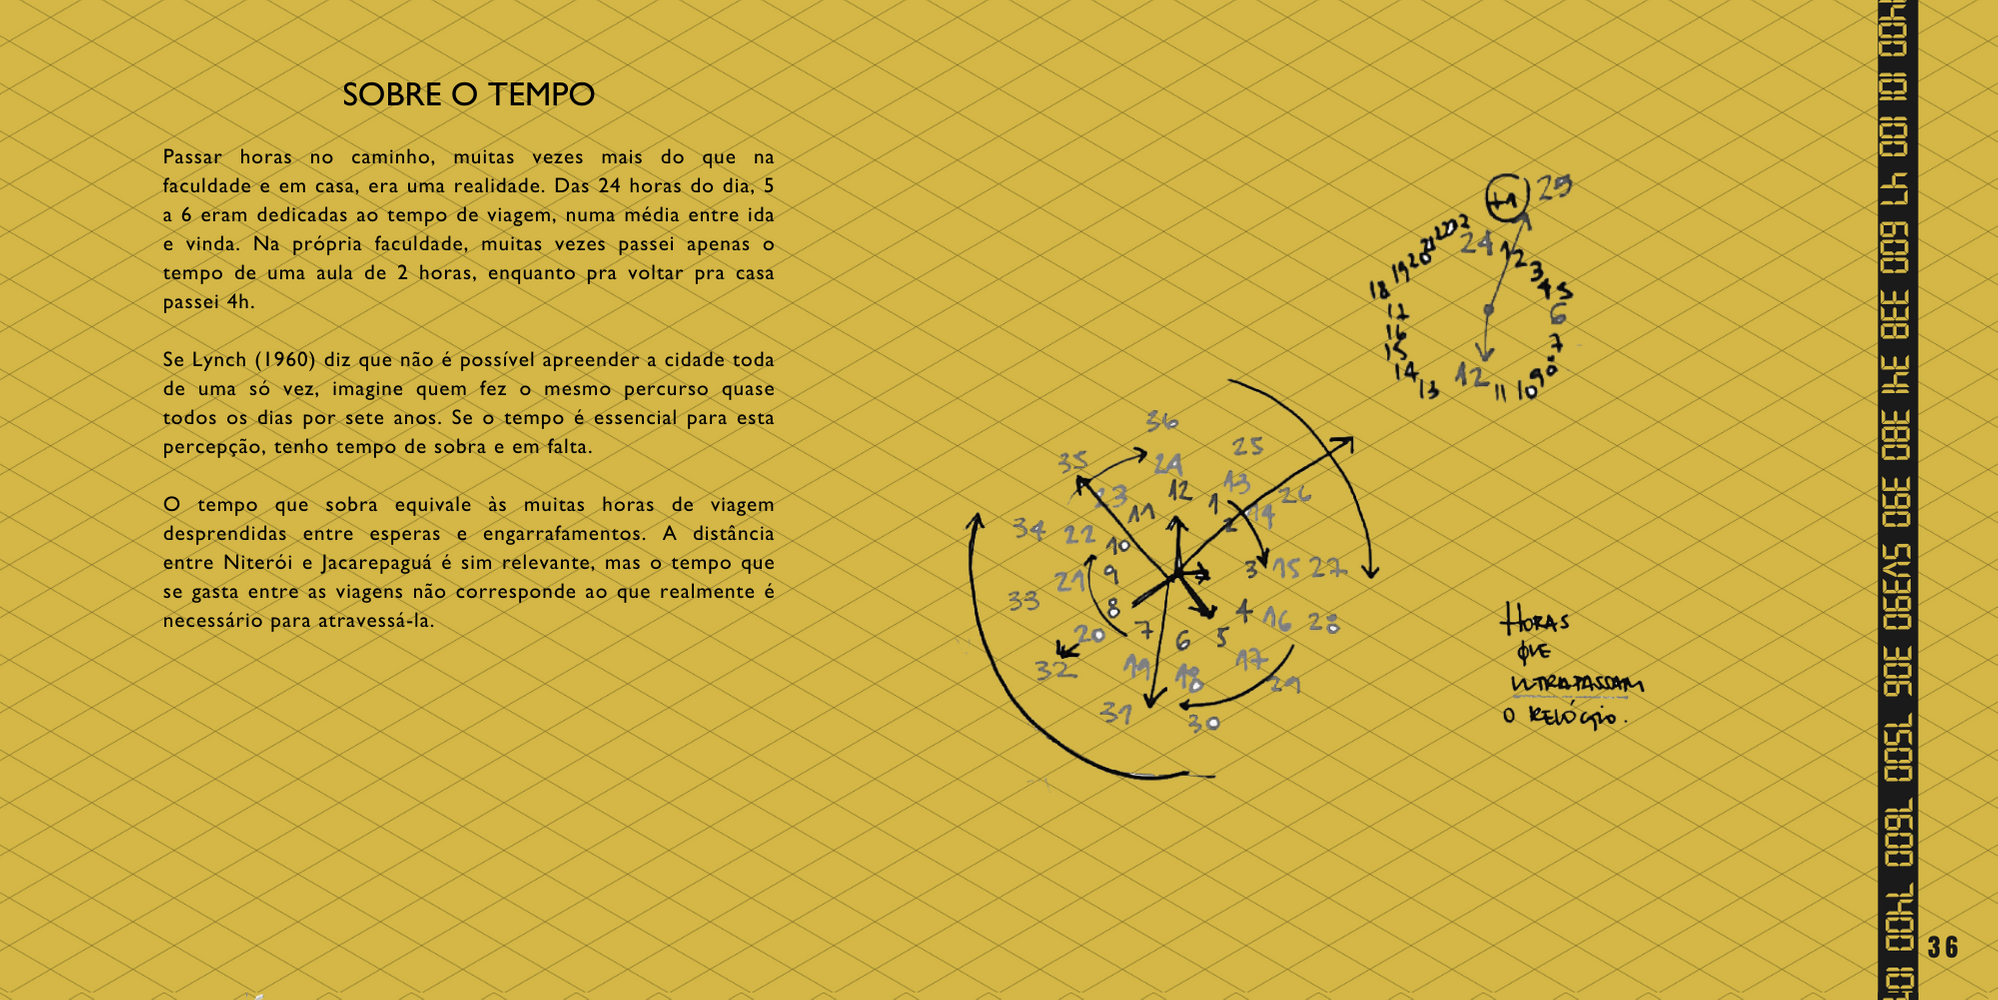 SOBRE O TEMPO
Passar horas no caminho, muitas vezes mais do que na
faculdade e em casa, era uma realidade. Das 24 horas do dia, 5
a 6 eram dedicadas ao tempo de viagem, numa média entre ida
e vinda. Na própria faculdade, muitas vezes passei apenas o
tempo de uma aula de 2 horas, enquanto pra voltar pra casa
passei 4h.
Se Lynch (1960) diz que não é possível apreender a cidade toda
de uma só vez, imagine quem fez o mesmo percurso quase
todos os dias por sete anos. Se o tempo é essencial para esta
percepção, tenho tempo de sobra e em falta.
O tempo que sobra equivale às muitas horas de viagem
desprendidas entre esperas e engarrafamentos. A distância
entre Niterói e Jacarepaguá é sim relevante, mas o tempo que
se gasta entre as viagens não corresponde ao que realmente é
necessário para atravessá-la.
+1 25
24 1 2 3 4 5 6 7 8 9 10 11 12 13 14 15 16 17 18 19 20 21 22
12 1 2 3 4 5 6 7 8 9 10 11
24 13 14 15 16 17 18 19 20 21 22 23
36 25 26 27 28 29 30 31 32 33 34 35
HORAS
QUE
ULTRAPASSAM
O RELÓGIO.
36